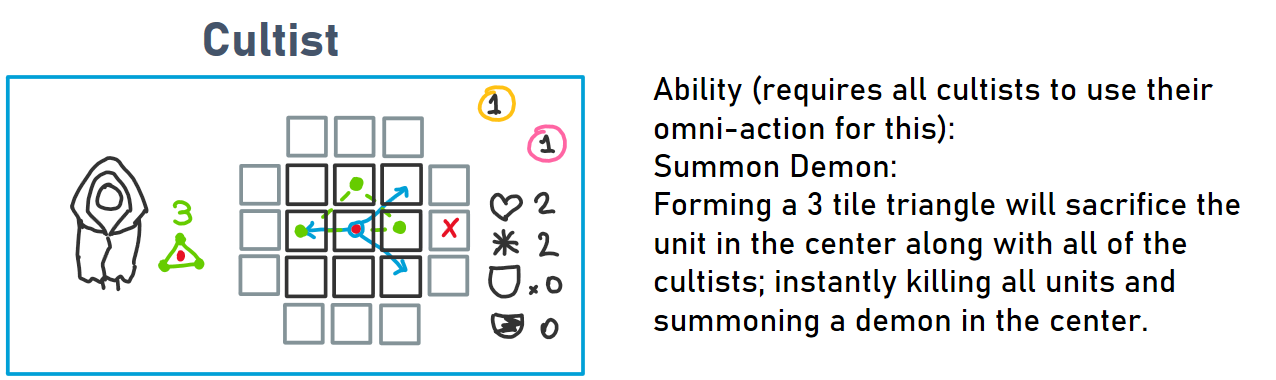 Cultist
1
1
3
2
X
2
x 0
0
Ability (requires all cultists to use their
omni-action for this):
Summon Demon:
Forming a 3 tile triangle will sacrifice the
unit in the center along with all of the
cultists; instantly killing all units and
summoning a demon in the center.